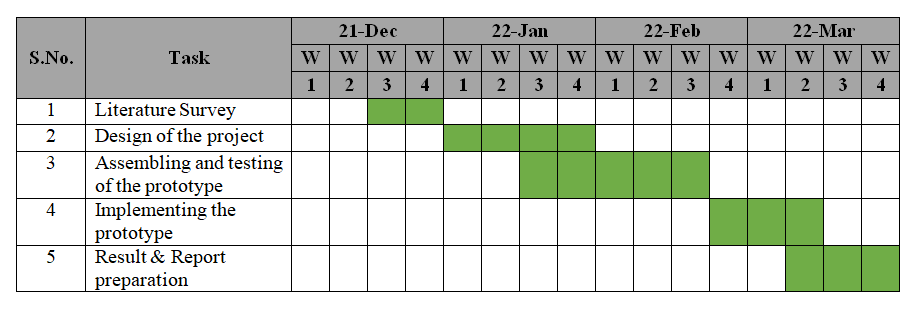 21-Dec 22-Jan 22-Feb 22-Mar
S.No. Task W W W W W W W W W W W W W W W W
1 2 3 4 1 2 3 4 1 2 3 4 1 2 3 4
1 Literature Survey
2 Design of the project
3 Assembling and testing
of the prototype
4 Implementing the
prototype
5 Result & Report
preparation